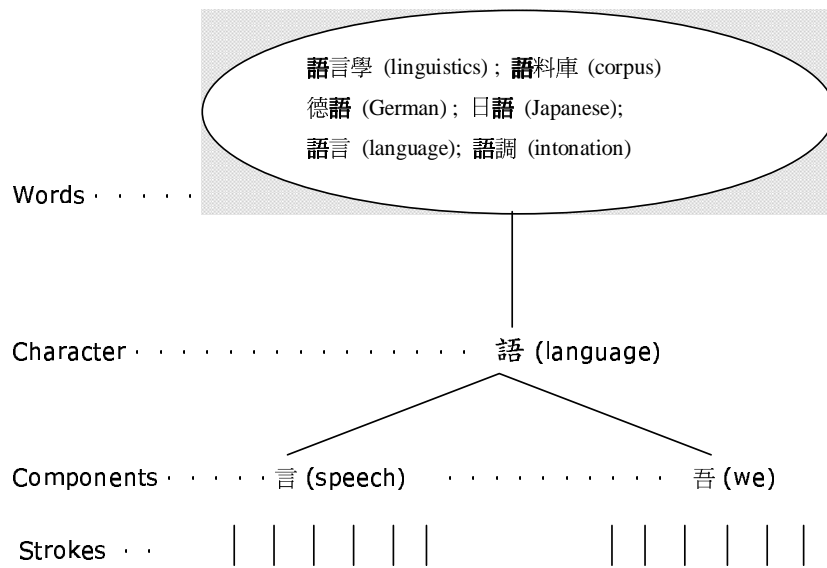 語言學 (linguistics) ; 語料庫 (corpus)
德語 (German) ; 日語 (Japanese);
語言 (language); 語調 (intonation)
Words · · · · · ·
Character · · · · · · · · · · · · · · · · 語 (language)
Components · · · · · · · 言 (speech) · · · · · · · · · · · 吾 (we)
Strokes · ·